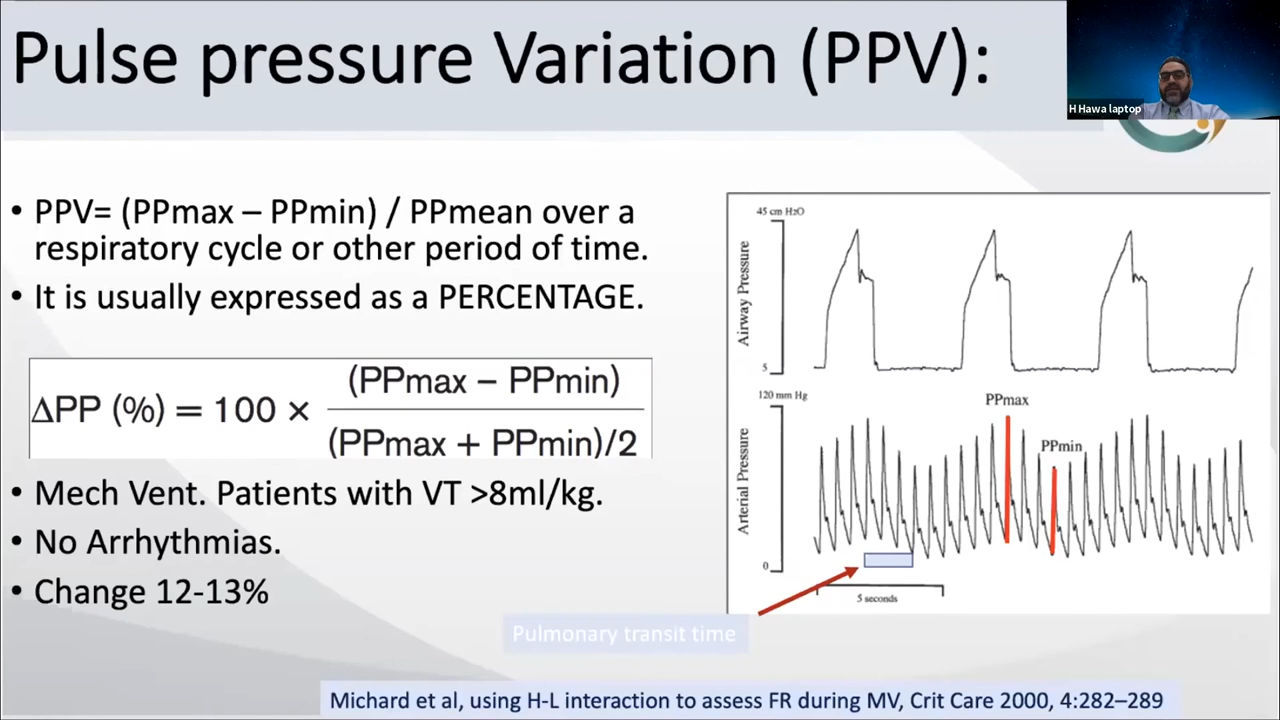 Pulse pressure Variation (PPV):
H Hawa laptop
• PPV= (PPmax – PPmin) / PPmean over a
respiratory cycle or other period of time.
• It is usually expressed as a PERCENTAGE.
ΔPP (%) = 100 × (PPmax – PPmin)
(PPmax + PPmin)/2
• Mech Vent. Patients with VT >8ml/kg.
• No Arrhythmias.
• Change 12-13%
45 cm H₂O
Airway Pressure
5
120 mm Hg
PPmax
PPmin
Arterial Pressure
0
5 seconds
Pulmonary transit time
Michard et al, using H-L interaction to assess FR during MV, Crit Care 2000, 4:282–289